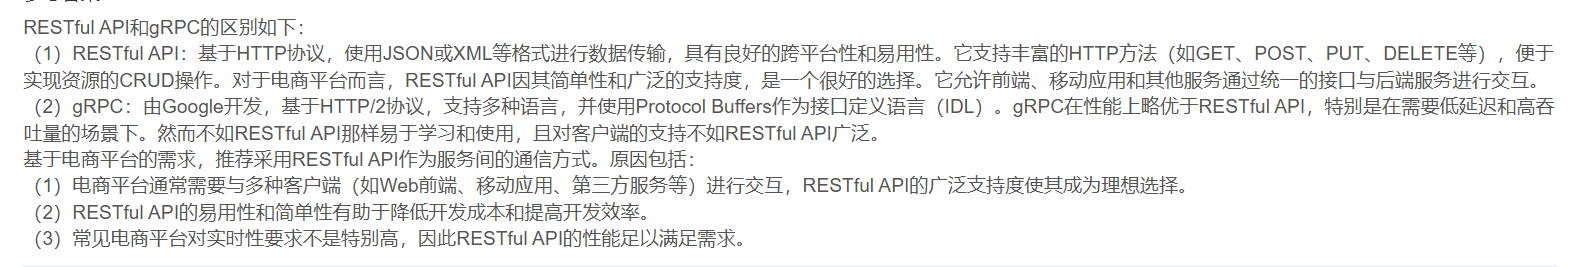 RESTful API和gRPC的区别如下：
（1）RESTful API：基于HTTP协议，使用JSON或XML等格式进行数据传输，具有良好的跨平台性和易用性。它支持丰富的HTTP方法（如GET、POST、PUT、DELETE等），便于
实现资源的CRUD操作。对于电商平台而言，RESTful API因其简单性和广泛的支持度，是一个很好的选择。它允许前端、移动应用和其他服务通过统一的接口与后端服务进行交互。
（2）gRPC：由Google开发，基于HTTP/2协议，支持多种语言，并使用Protocol Buffers作为接口定义语言（IDL）。gRPC在性能上略优于RESTful API，特别是在需要低延迟和高吞
吐量的场景下。然而不如RESTful API那样易于学习和使用，且对客户端的支持不如RESTful API广泛。
基于电商平台的需求，推荐采用RESTful API作为服务间的通信方式。原因包括：
（1）电商平台通常需要与多种客户端（如Web前端、移动应用、第三方服务等）进行交互，RESTful API的广泛支持度使其成为理想选择。
（2）RESTful API的易用性和简单性有助于降低开发成本和提高开发效率。
（3）常见电商平台对实时性要求不是特别高，因此RESTful API的性能足以满足需求。